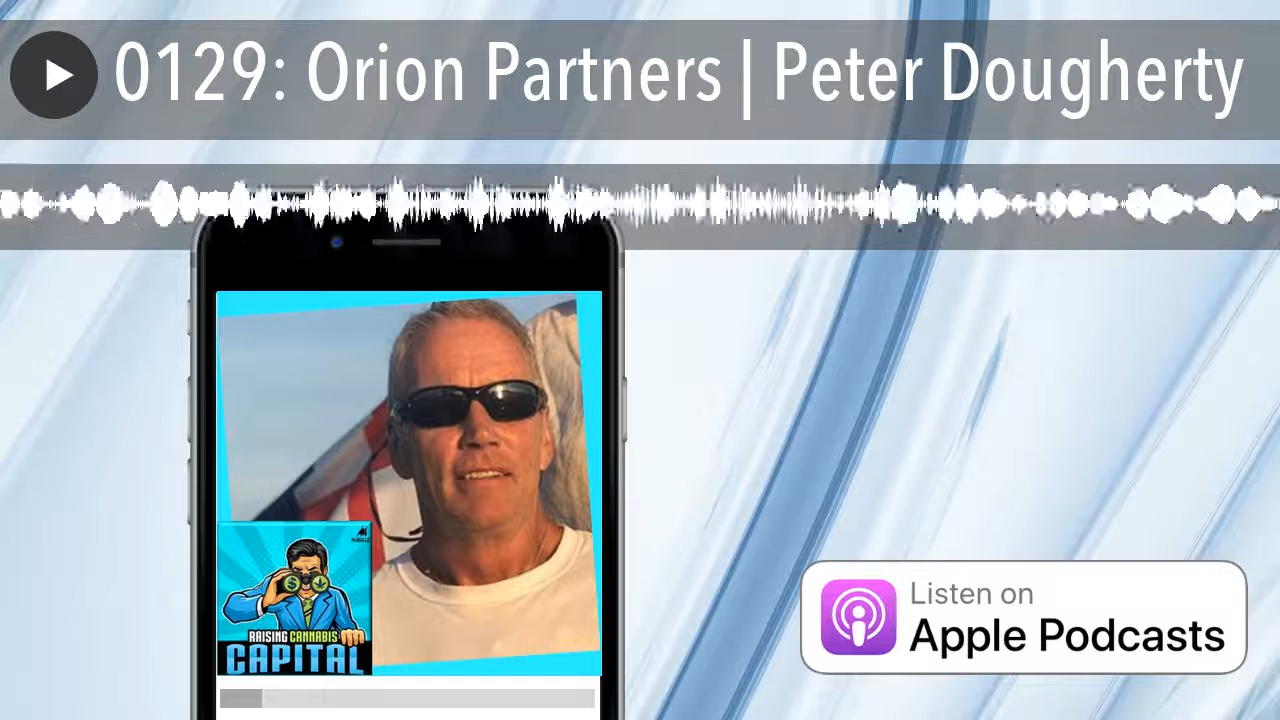 0129: Orion Partners | Peter Dougherty
RAISING CANNABIS
CAPITAL
Listen on
Apple Podcasts